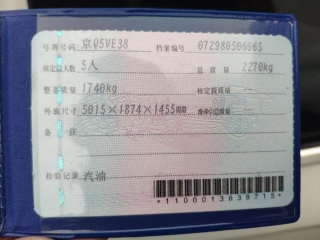 号牌号码 京Q5VE38 档案编号 072980506065
核定载人数 5人 总质量 2270kg
整备质量 1740kg 核定载质量
外廓尺寸 5015×1874×1455mm 准牵引总质量
备注
检验记录 汽油
*1100013838715*